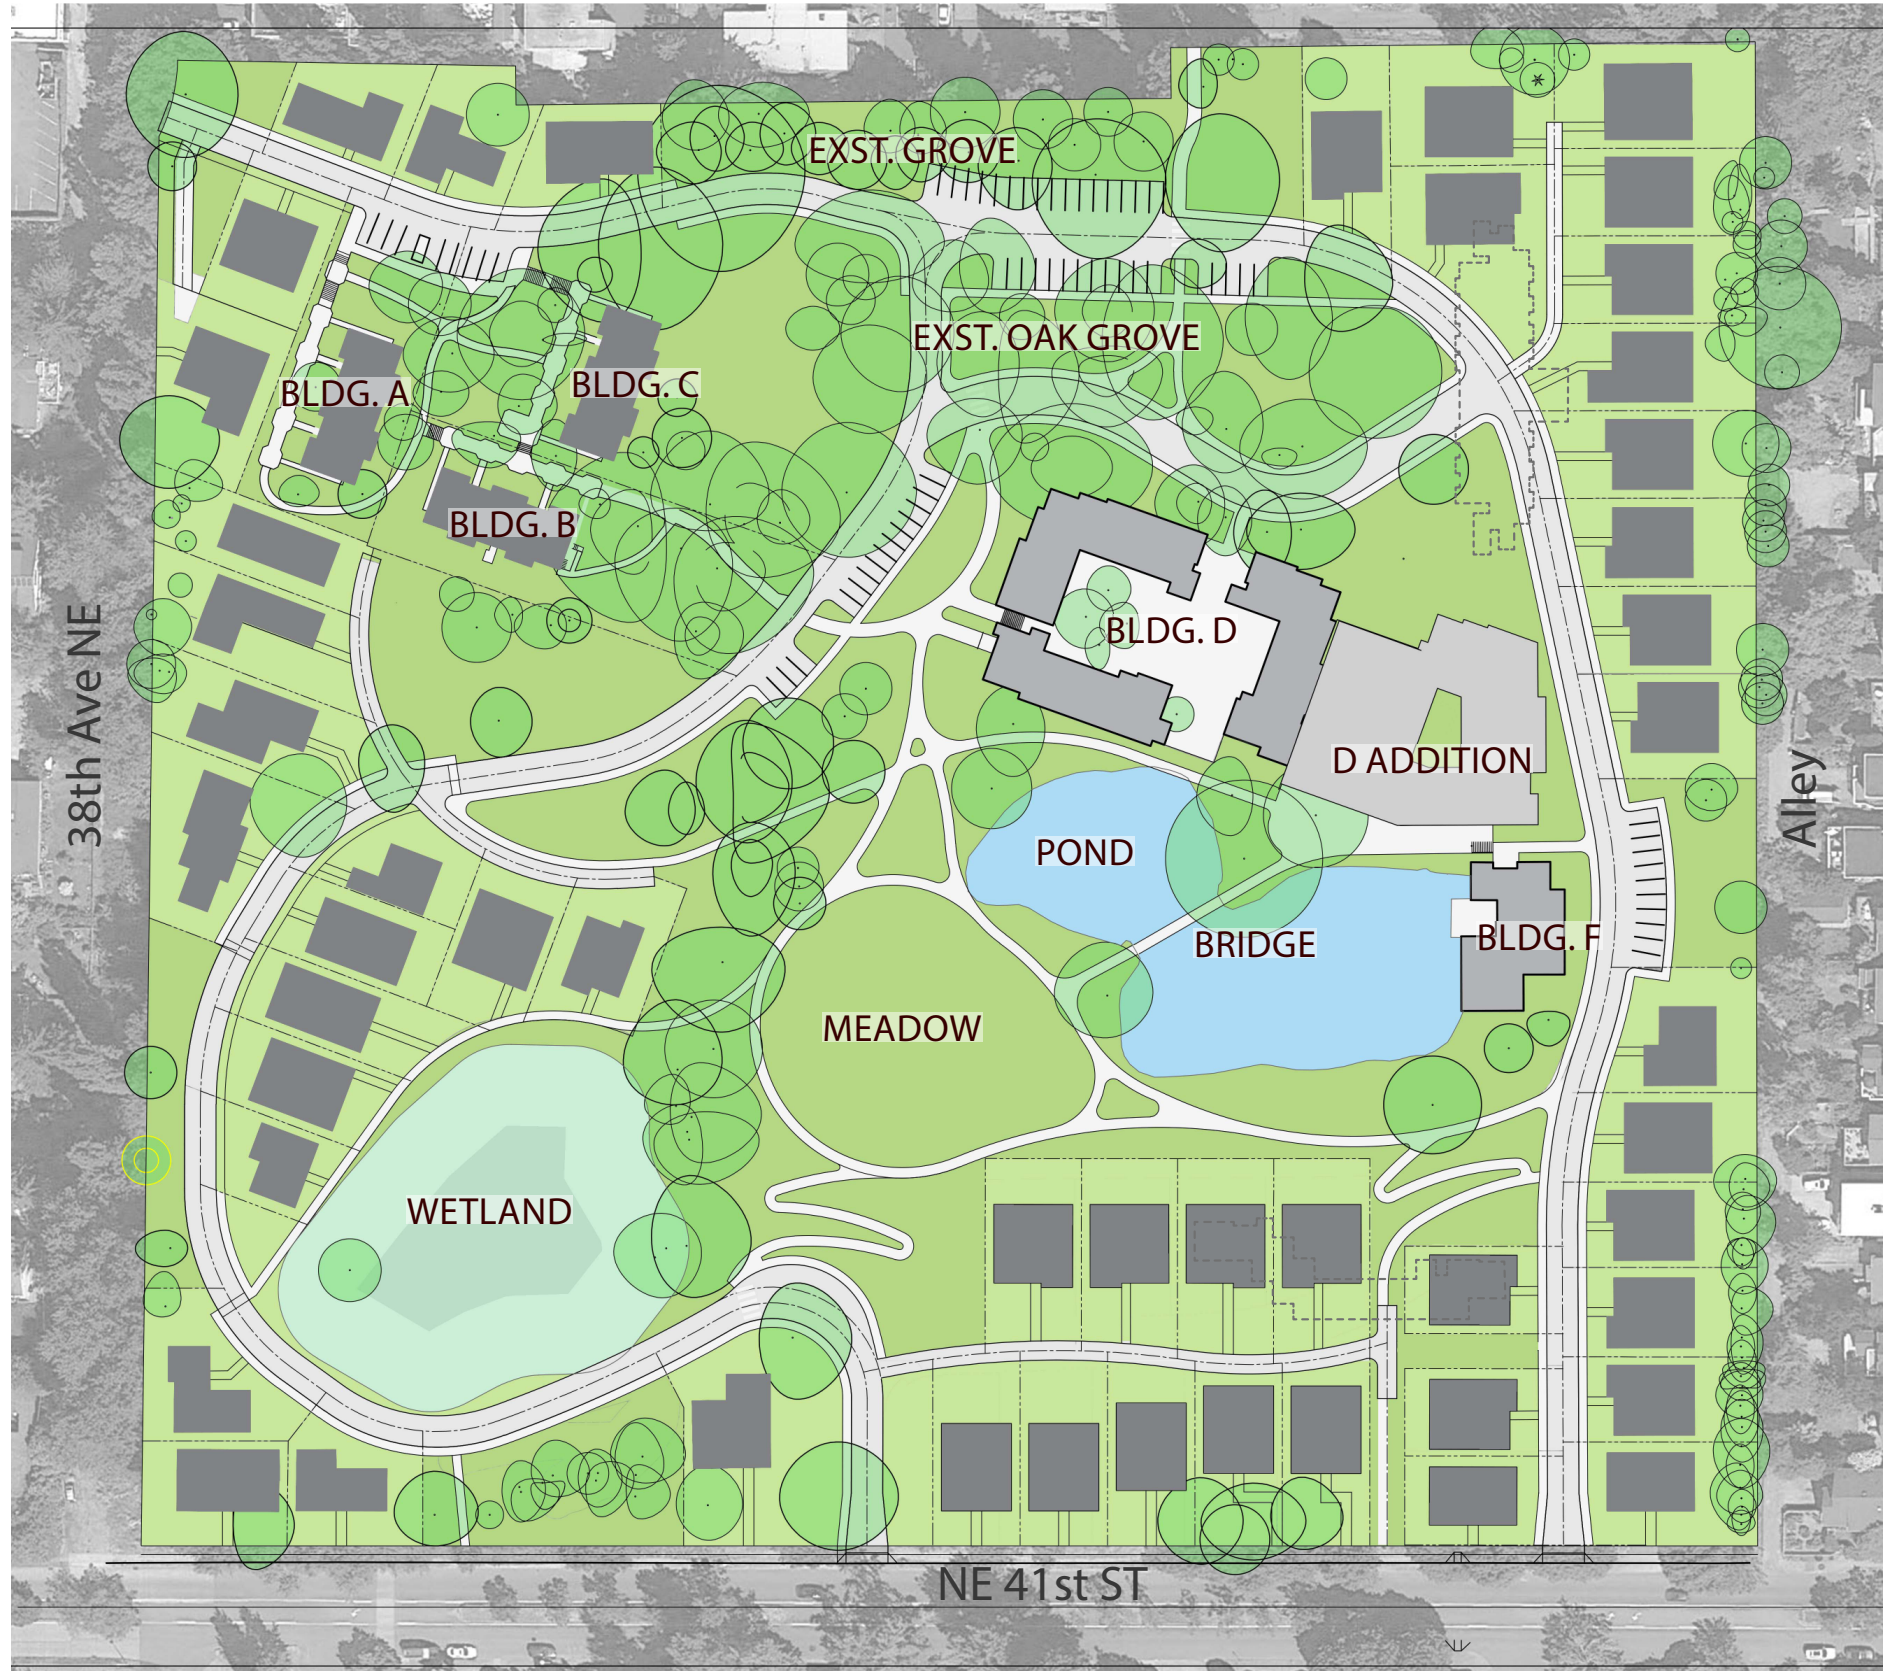 EXST. GROVE
EXST. OAK GROVE
BLDG. A
BLDG. C
BLDG. B
BLDG. D
38th Ave NE
D ADDITION
Alley
POND
BRIDGE
BLDG. F
MEADOW
WETLAND
NE 41st ST